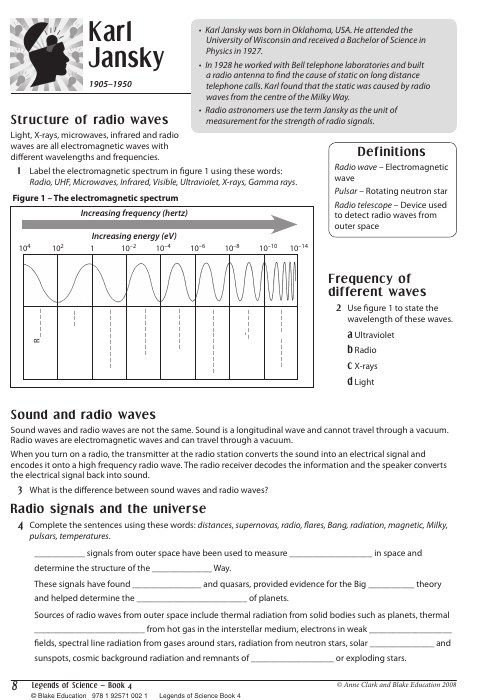 Karl
Jansky
1905–1950
• Karl Jansky was born in Oklahoma, USA. He attended the
University of Wisconsin and received a Bachelor of Science in
Physics in 1927.
• In 1928 he worked with Bell telephone laboratories and built
a radio antenna to find the cause of static on long distance
telephone calls. Karl found that the static was caused by radio
waves from the centre of the Milky Way.
• Radio astronomers use the term Jansky as the unit of
measurement for the strength of radio signals.
Structure of radio waves
Light, X-rays, microwaves, infrared and radio
waves are all electromagnetic waves with
different wavelengths and frequencies.
1 Label the electromagnetic spectrum in figure 1 using these words:
Radio, UHF, Microwaves, Infrared, Visible, Ultraviolet, X-rays, Gamma rays.
Figure 1 – The electromagnetic spectrum
Increasing frequency (hertz)
Increasing energy (eV)
10⁴ 10² 1 10⁻² 10⁻⁴ 10⁻⁶ 10⁻⁸ 10⁻¹⁰ 10⁻¹⁴
R
Definitions
Radio wave – Electromagnetic
wave
Pulsar – Rotating neutron star
Radio telescope – Device used
to detect radio waves from
outer space
Frequency of
different waves
2 Use figure 1 to state the
wavelength of these waves.
a Ultraviolet
b Radio
c X-rays
d Light
Sound and radio waves
Sound waves and radio waves are not the same. Sound is a longitudinal wave and cannot travel through a vacuum.
Radio waves are electromagnetic waves and can travel through a vacuum.
When you turn on a radio, the transmitter at the radio station converts the sound into an electrical signal and
encodes it onto a high frequency radio wave. The radio receiver decodes the information and the speaker converts
the electrical signal back into sound.
3 What is the difference between sound waves and radio waves?
Radio signals and the universe
4 Complete the sentences using these words: distances, supernovas, radio, flares, Bang, radiation, magnetic, Milky,
pulsars, temperatures.
____________ signals from outer space have been used to measure ____________________ in space and
determine the structure of the ______________ Way.
These signals have found ________________ and quasars, provided evidence for the Big ___________ theory
and helped determine the __________________________ of planets.
Sources of radio waves from outer space include thermal radiation from solid bodies such as planets, thermal
__________________________ from hot gas in the interstellar medium, electrons in weak ____________________
fields, spectral line radiation from gases around stars, radiation from neutron stars, solar _______________ and
sunspots, cosmic background radiation and remnants of ____________________ or exploding stars.
8 Legends of Science – Book 4
© Anne Clark and Blake Education 2008
© Blake Education 978 1 92571 002 1 Legends of Science Book 4